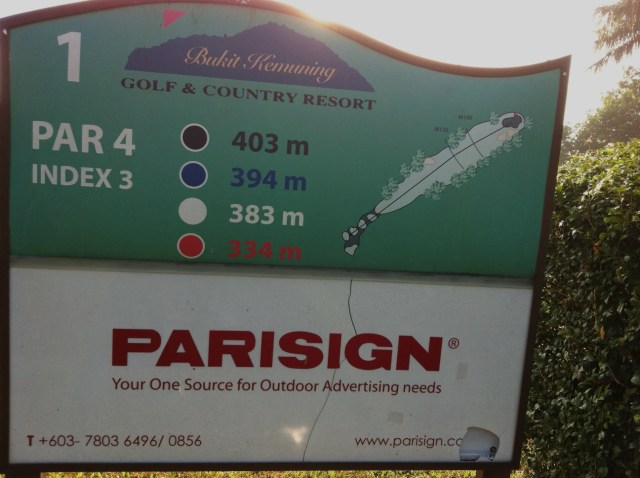 1
Bukit Kemuning
GOLF & COUNTRY RESORT
PAR 4
INDEX 3
403 m
394 m
383 m
334 m
PARISIGN®
Your One Source for Outdoor Advertising needs
T +603- 7803 6496/ 0856
www.parisign.co